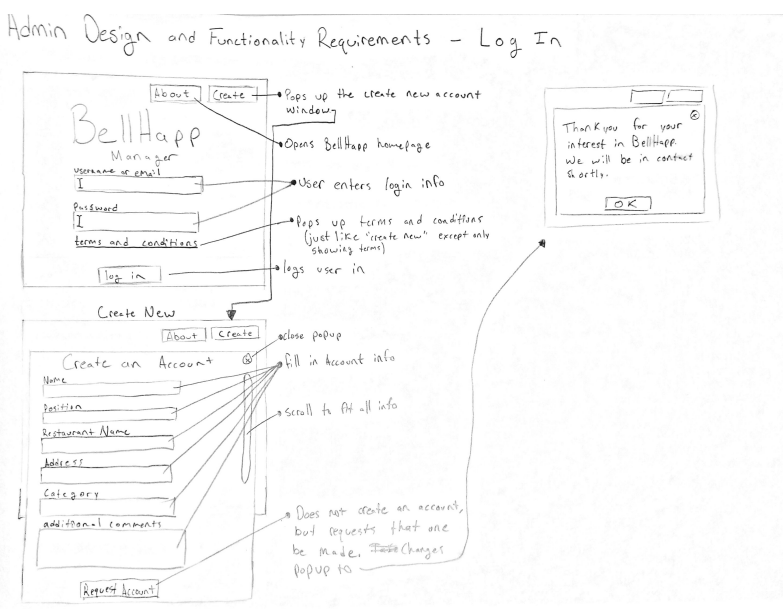 Admin Design and Functionality Requirements - Log In
About
Create
Pops up the create new account
window
BellHapp
Manager
Opens BellHapp homepage
username or email
User enters login info
Password
terms and conditions
Pops up terms and conditions
(just like "create new" except only
showing terms)
log in
logs user in
Thank you for your
interest in BellHapp.
We will be in contact
shortly.
OK
Create New
About
Create
close popup
Create an Account
fill in Account info
Name
Position
Restaurant Name
scroll to fit all info
Address
Category
additional comments
Does not create an account,
but requests that one
be made. Changes
popup to
Request Account